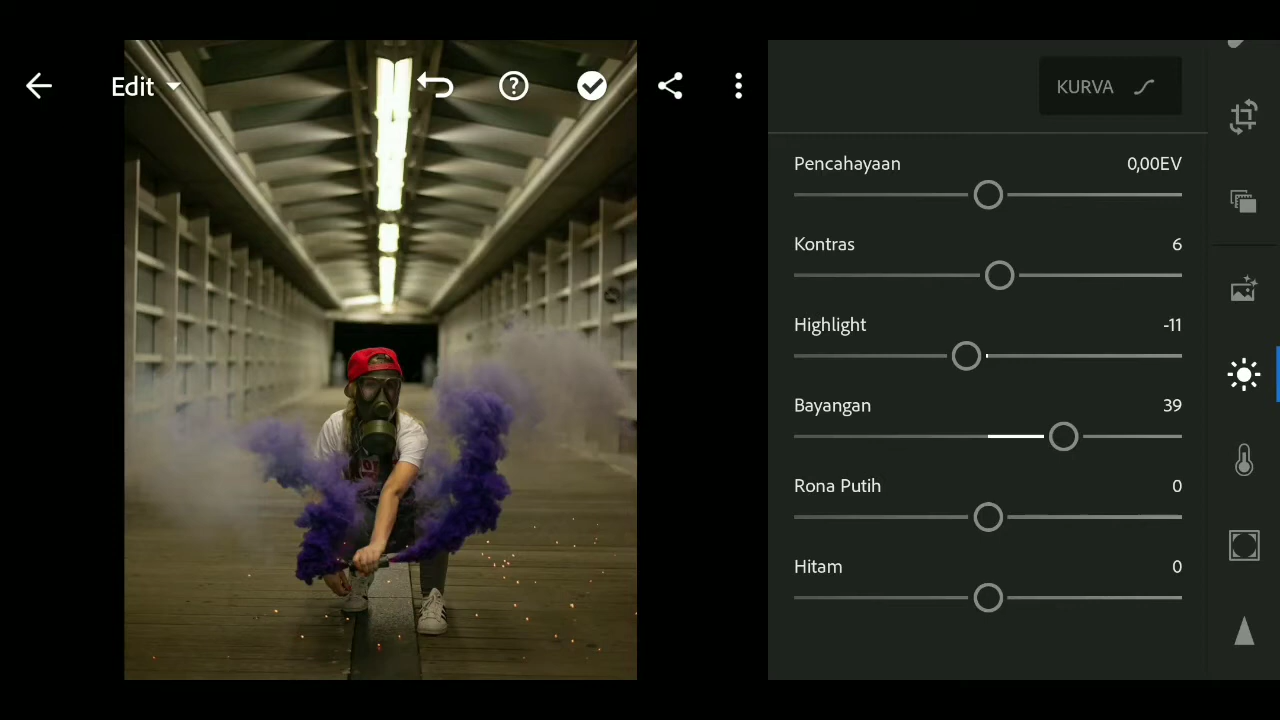 Edit
KURVA
Pencahayaan 0,00EV
Kontras 6
Highlight -11
Bayangan 39
Rona Putih 0
Hitam 0